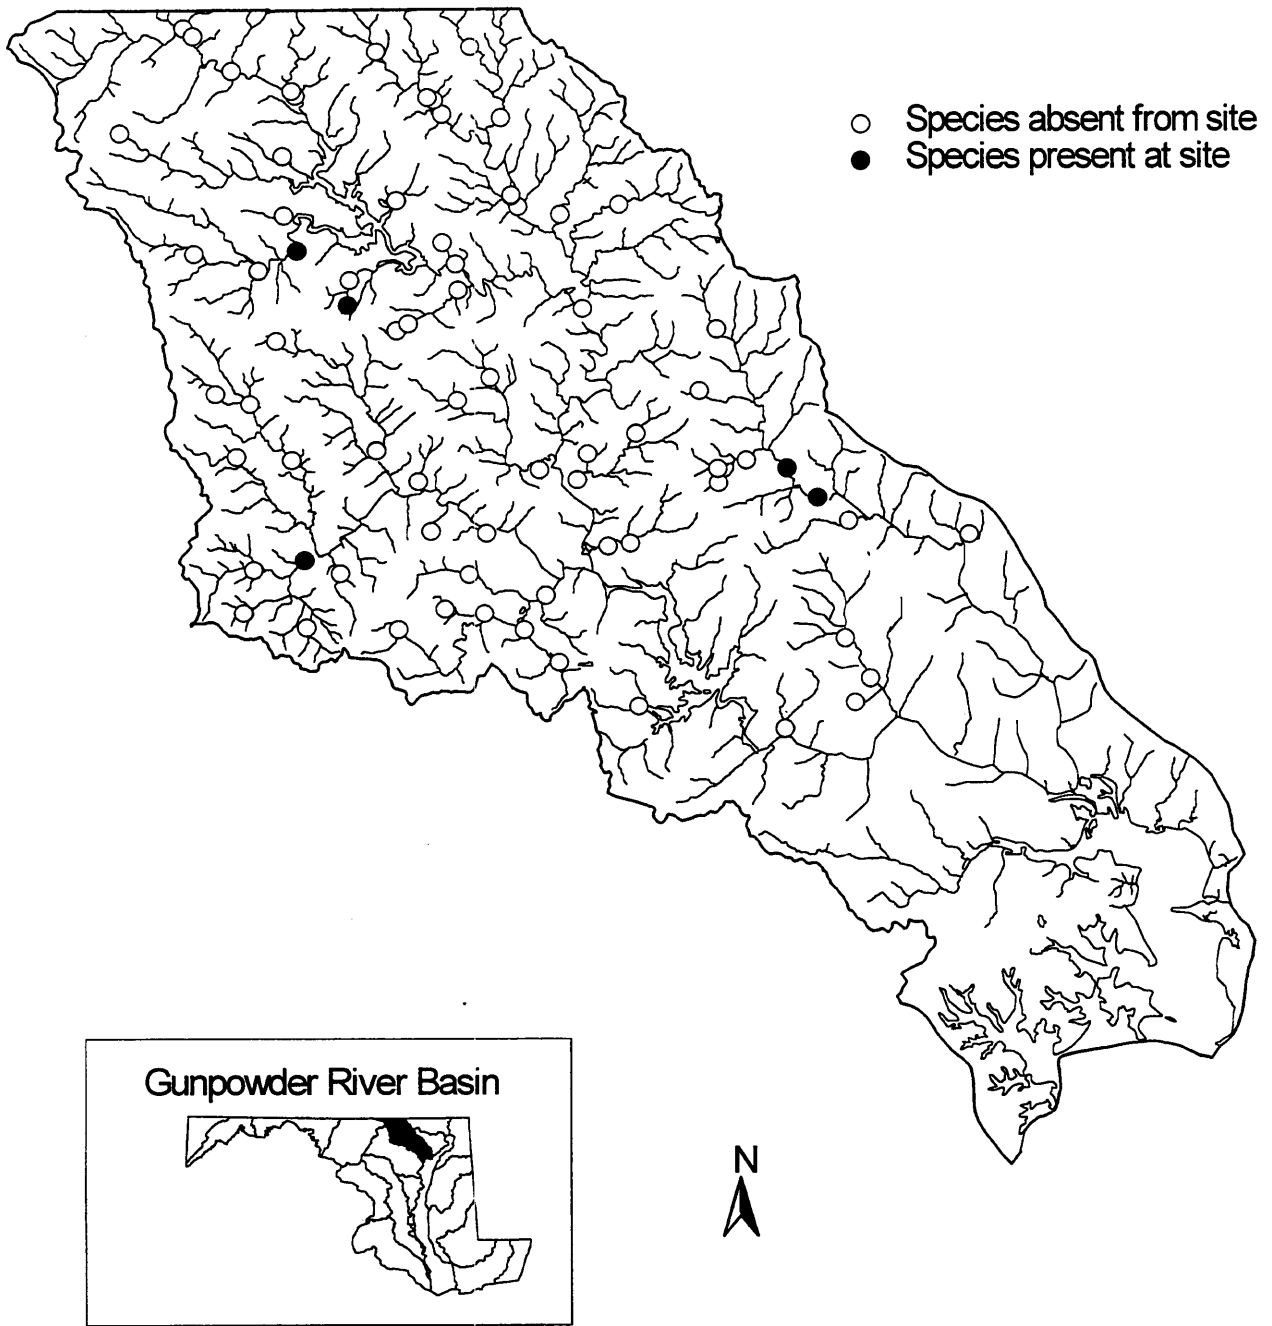 Species absent from site
Species present at site
Gunpowder River Basin
N